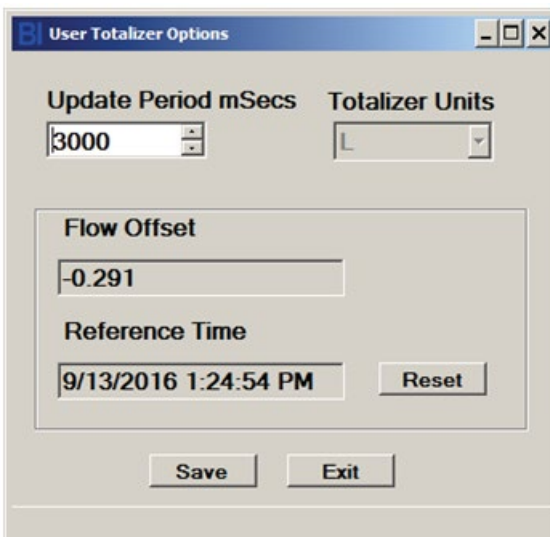 BI User Totalizer Options
Update Period mSecs Totalizer Units
3000 L
Flow Offset
-0.291
Reference Time
9/13/2016 1:24:54 PM Reset
Save Exit